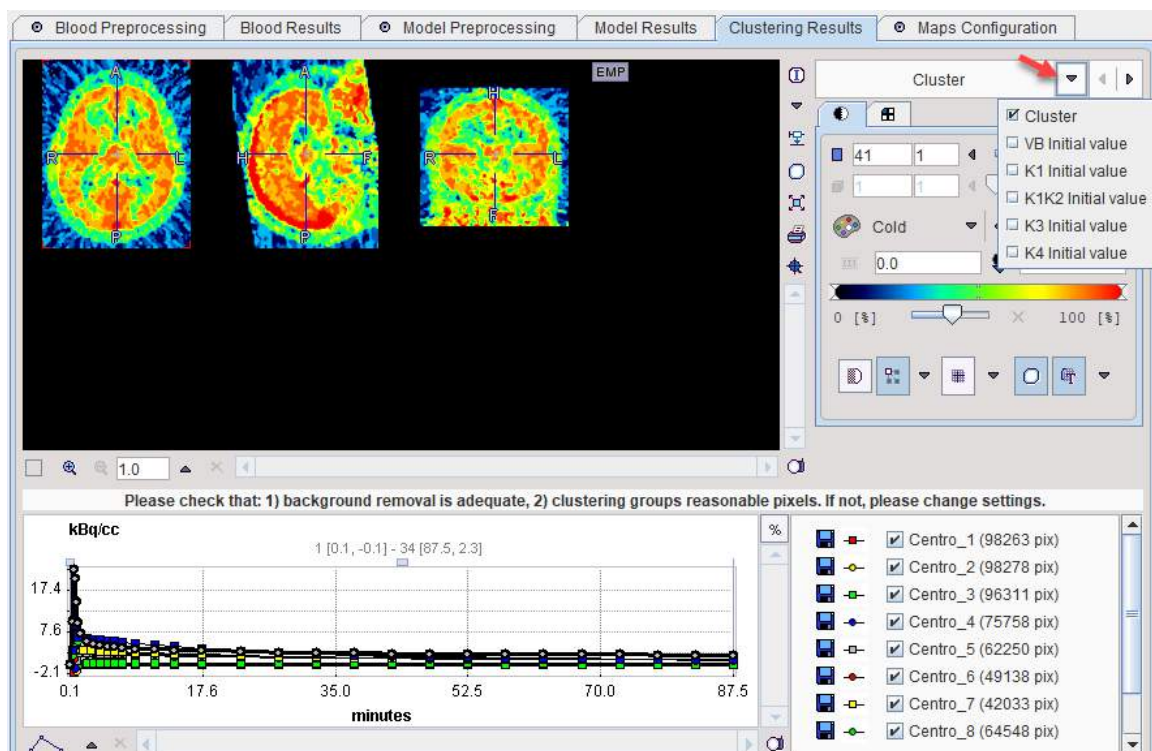 Blood Preprocessing Blood Results Model Preprocessing Model Results Clustering Results Maps Configuration
EMP
A A H
R L H F R L
P P F
Cluster
Cluster
VB Initial value
K1 Initial value
K1K2 Initial value
K3 Initial value
K4 Initial value
41 1
1 1
Cold
0.0
0 [%] 100 [%]
1.0
Please check that: 1) background removal is adequate, 2) clustering groups reasonable pixels. If not, please change settings.
kBq/cc
1 [0.1, -0.1] - 34 [87.5, 2.3]
%
17.4
7.6
-2.1
0.1 17.6 35.0 52.5 70.0 87.5
minutes
Centro_1 (98263 pix)
Centro_2 (98278 pix)
Centro_3 (96311 pix)
Centro_4 (75758 pix)
Centro_5 (62250 pix)
Centro_6 (49138 pix)
Centro_7 (42033 pix)
Centro_8 (64548 pix)